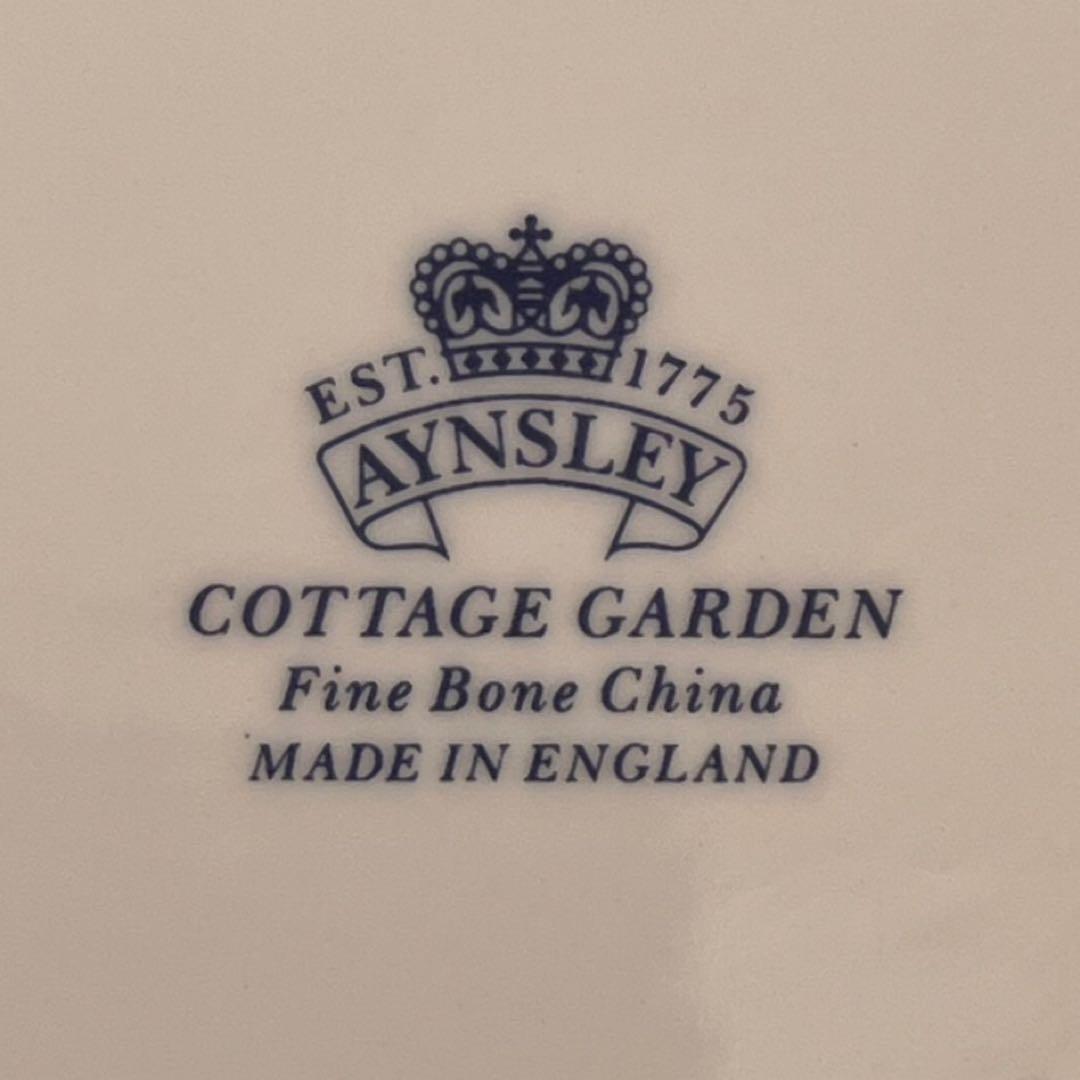 EST. 1775
AYNSLEY
COTTAGE GARDEN
Fine Bone China
MADE IN ENGLAND